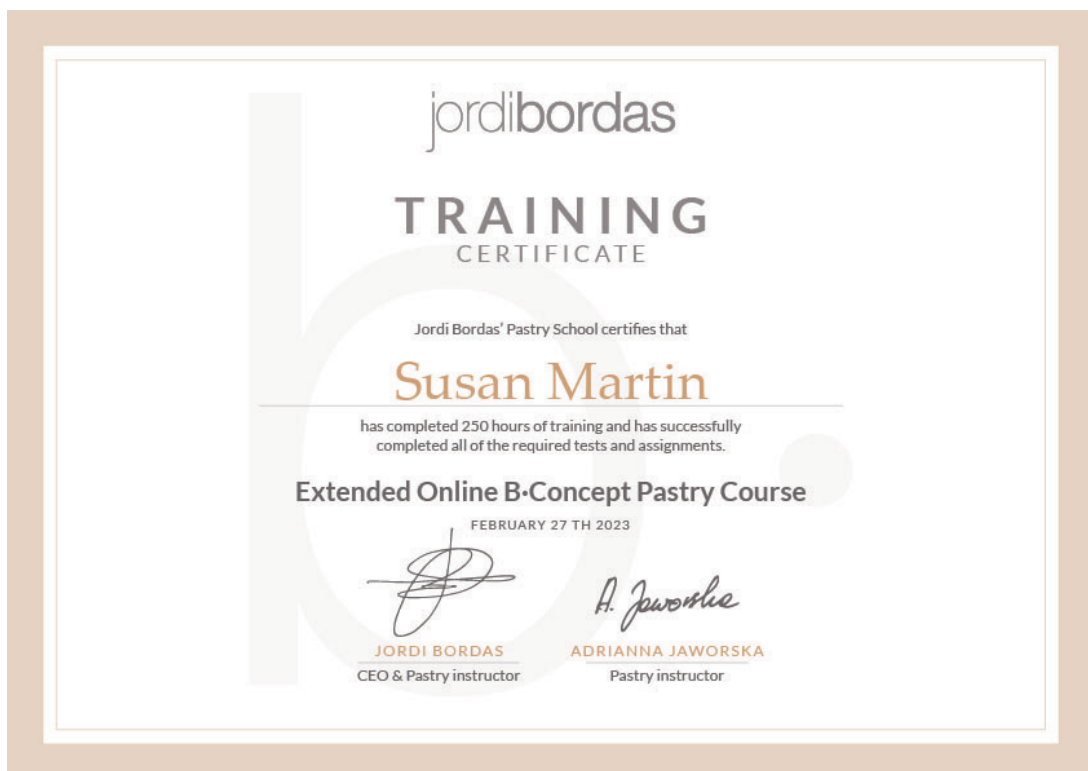 jordibordas
TRAINING
CERTIFICATE
Jordi Bordas' Pastry School certifies that
Susan Martin
has completed 250 hours of training and has successfully
completed all of the required tests and assignments.
Extended Online B•Concept Pastry Course
FEBRUARY 27 TH 2023
A. Jaworska
JORDI BORDAS ADRIANNA JAWORSKA
CEO & Pastry instructor Pastry instructor